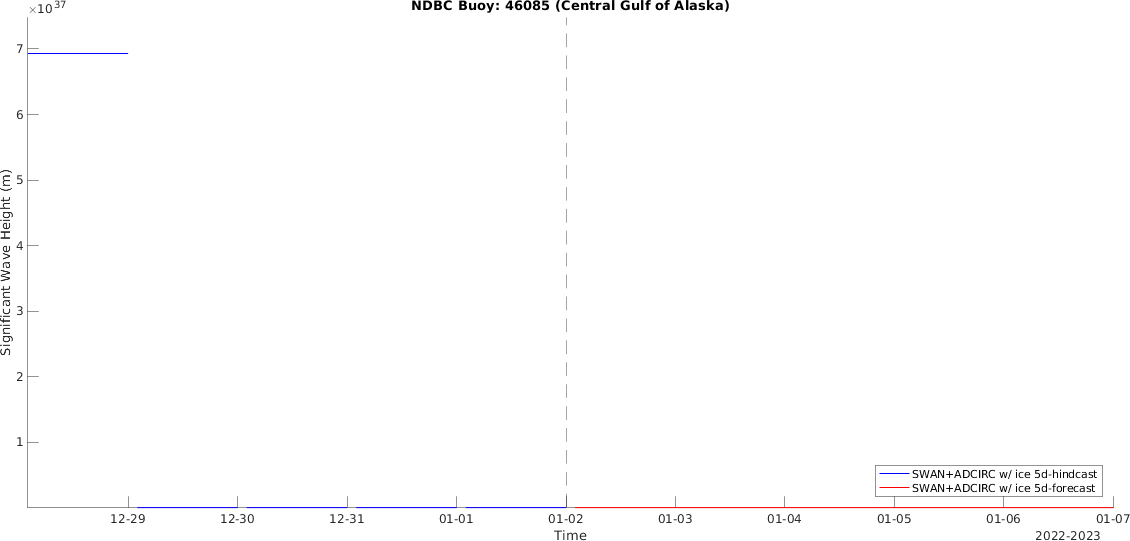 NDBC Buoy: 46085 (Central Gulf of Alaska)
×10^37
7
6
5
4
3
2
1
Significant Wave Height (m)
SWAN+ADCIRC w/ ice 5d-hindcast
SWAN+ADCIRC w/ ice 5d-forecast
12-29 12-30 12-31 01-01 01-02 01-03 01-04 01-05 01-06 01-07
Time
2022-2023